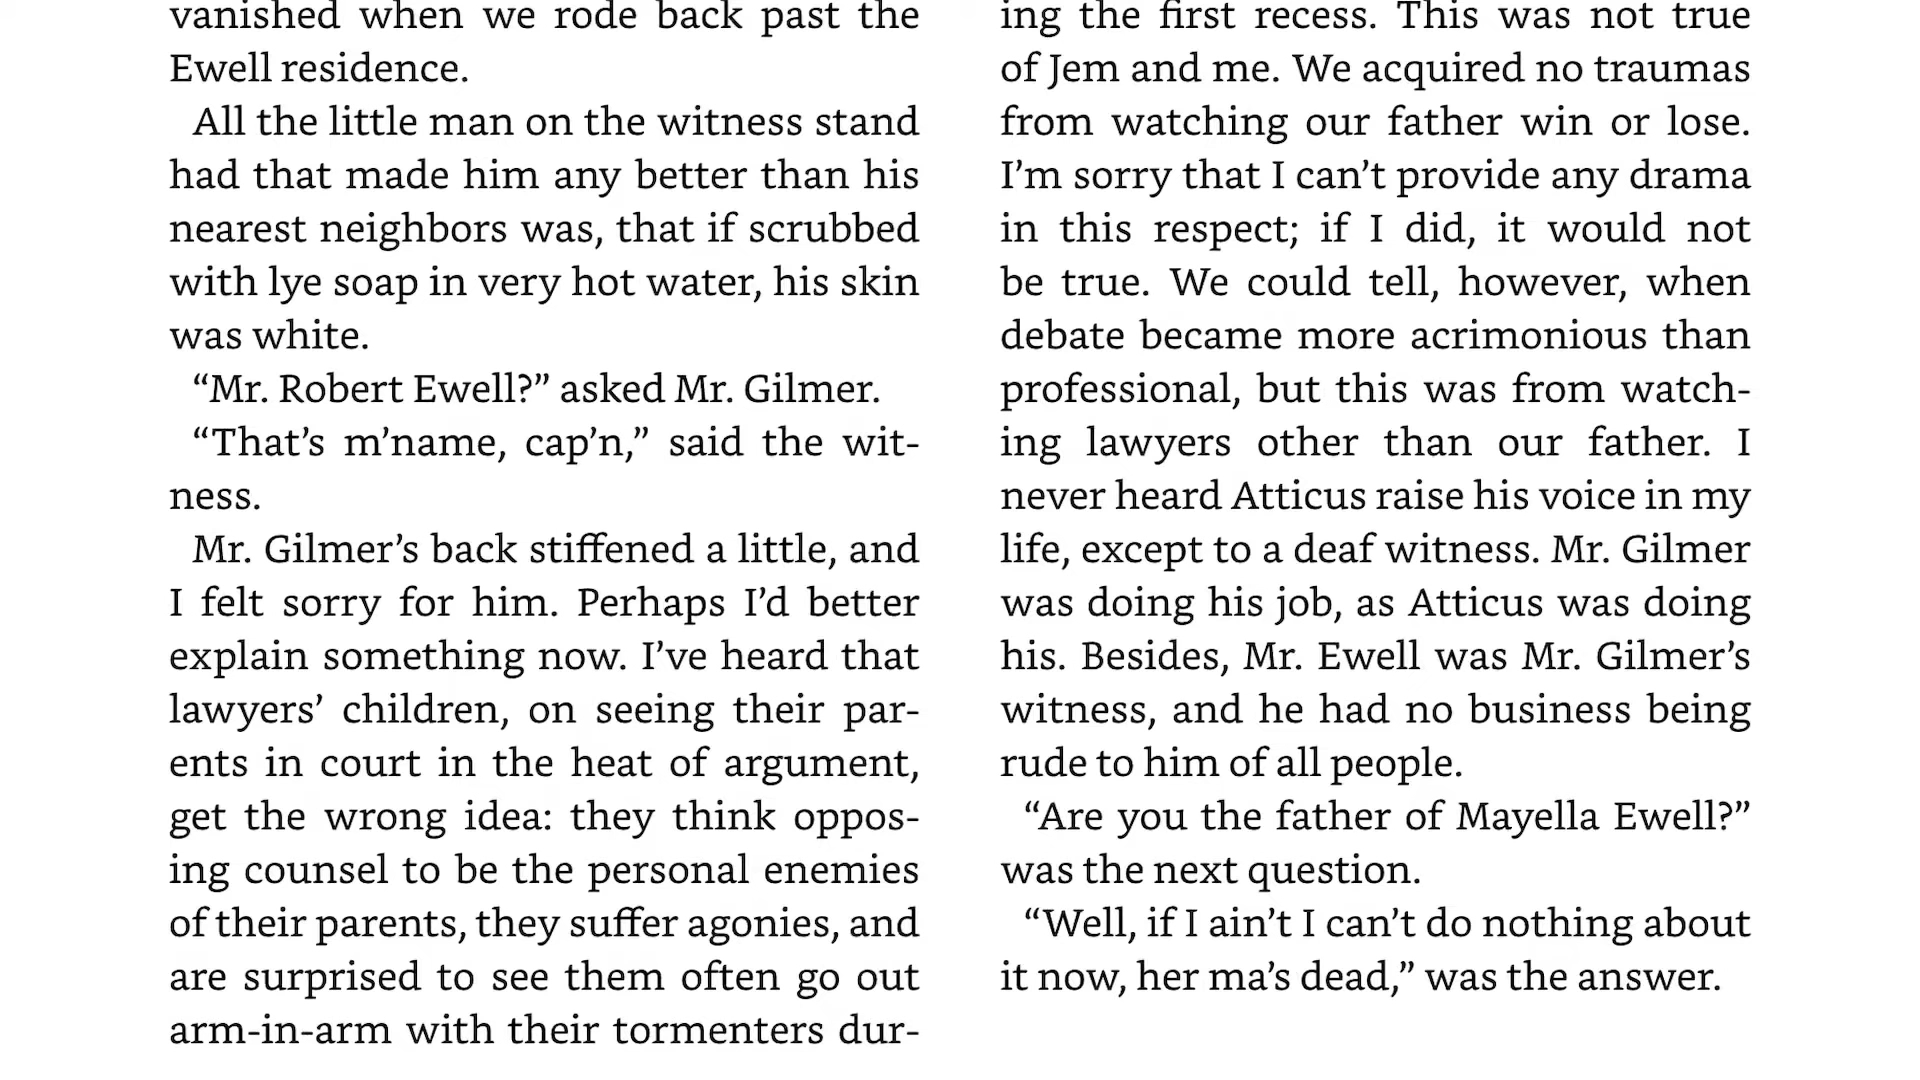 vanished when we rode back past the
Ewell residence.
All the little man on the witness stand
had that made him any better than his
nearest neighbors was, that if scrubbed
with lye soap in very hot water, his skin
was white.
“Mr. Robert Ewell?” asked Mr. Gilmer.
“That’s m’name, cap’n,” said the wit-
ness.
Mr. Gilmer’s back stiffened a little, and
I felt sorry for him. Perhaps I’d better
explain something now. I’ve heard that
lawyers’ children, on seeing their par-
ents in court in the heat of argument,
get the wrong idea: they think oppos-
ing counsel to be the personal enemies
of their parents, they suffer agonies, and
are surprised to see them often go out
arm-in-arm with their tormenters dur-
ing the first recess. This was not true
of Jem and me. We acquired no traumas
from watching our father win or lose.
I’m sorry that I can’t provide any drama
in this respect; if I did, it would not
be true. We could tell, however, when
debate became more acrimonious than
professional, but this was from watch-
ing lawyers other than our father. I
never heard Atticus raise his voice in my
life, except to a deaf witness. Mr. Gilmer
was doing his job, as Atticus was doing
his. Besides, Mr. Ewell was Mr. Gilmer’s
witness, and he had no business being
rude to him of all people.
“Are you the father of Mayella Ewell?”
was the next question.
“Well, if I ain’t I can’t do nothing about
it now, her ma’s dead,” was the answer.